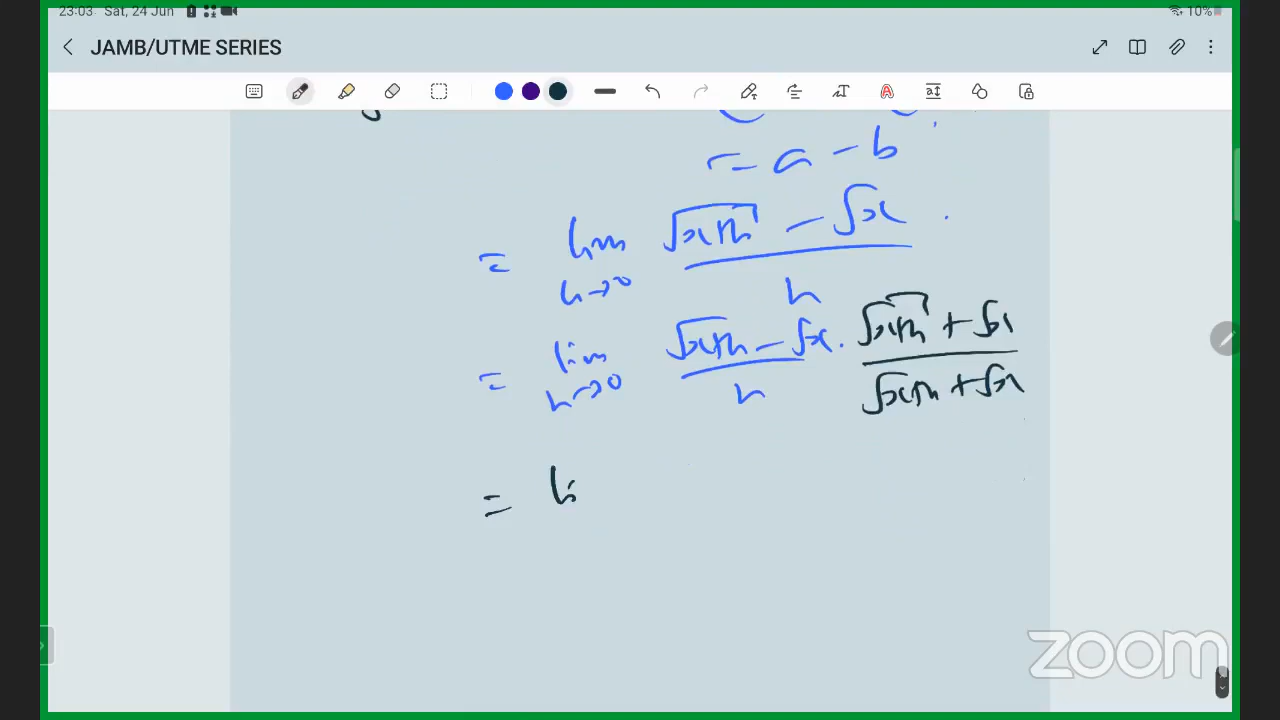 23:03 Sat, 24 Jun 10%
JAMB/UTME SERIES
= a - b
= lim h→0 (√(x+h) - √x)/h .
= lim h→0 (√(x+h) - √x)/h . (√(x+h) + √x)/(√(x+h) + √x)
= li
zoom